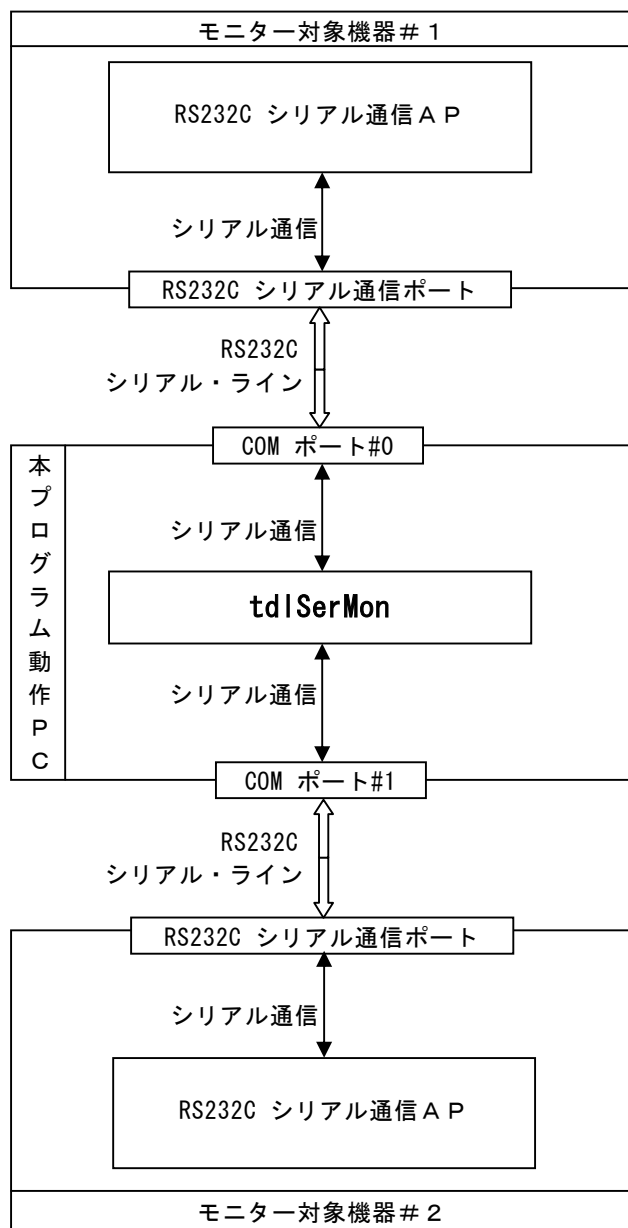 モニター対象機器＃１
RS232C シリアル通信ＡＰ
シリアル通信
RS232C シリアル通信ポート
RS232C
シリアル・ライン
COM ポート#0
本プログラム動作ＰＣ
シリアル通信
tdlSerMon
シリアル通信
COM ポート#1
RS232C
シリアル・ライン
RS232C シリアル通信ポート
シリアル通信
RS232C シリアル通信ＡＰ
モニター対象機器＃２